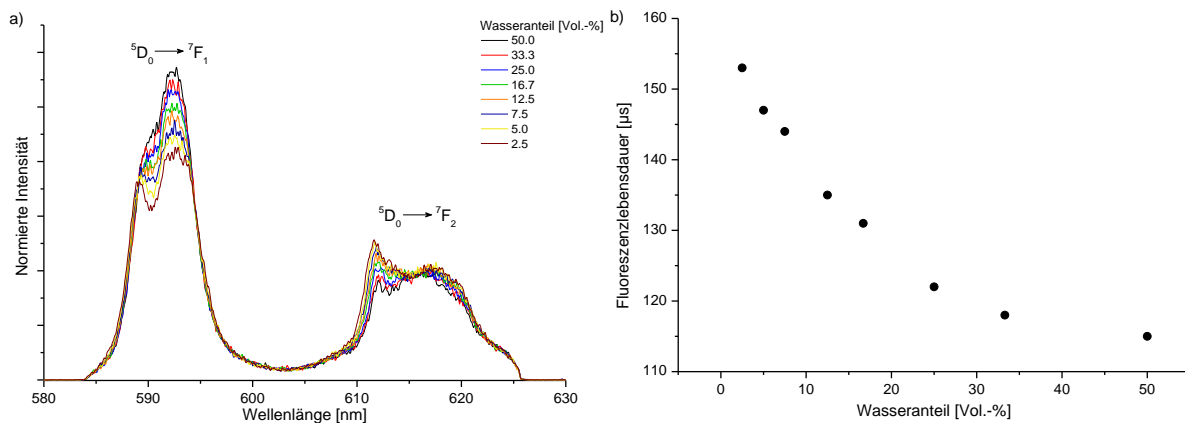 a)
Normierte Intensität
⁵D₀ ⟶ ⁷F₁
⁵D₀ ⟶ ⁷F₂
Wasseranteil [Vol.-%]
50.0
33.3
25.0
16.7
12.5
7.5
5.0
2.5
580 590 600 610 620 630
Wellenlänge [nm]
b)
Fluoreszenzlebensdauer [µs]
160
150
140
130
120
110
0 10 20 30 40 50
Wasseranteil [Vol.-%]